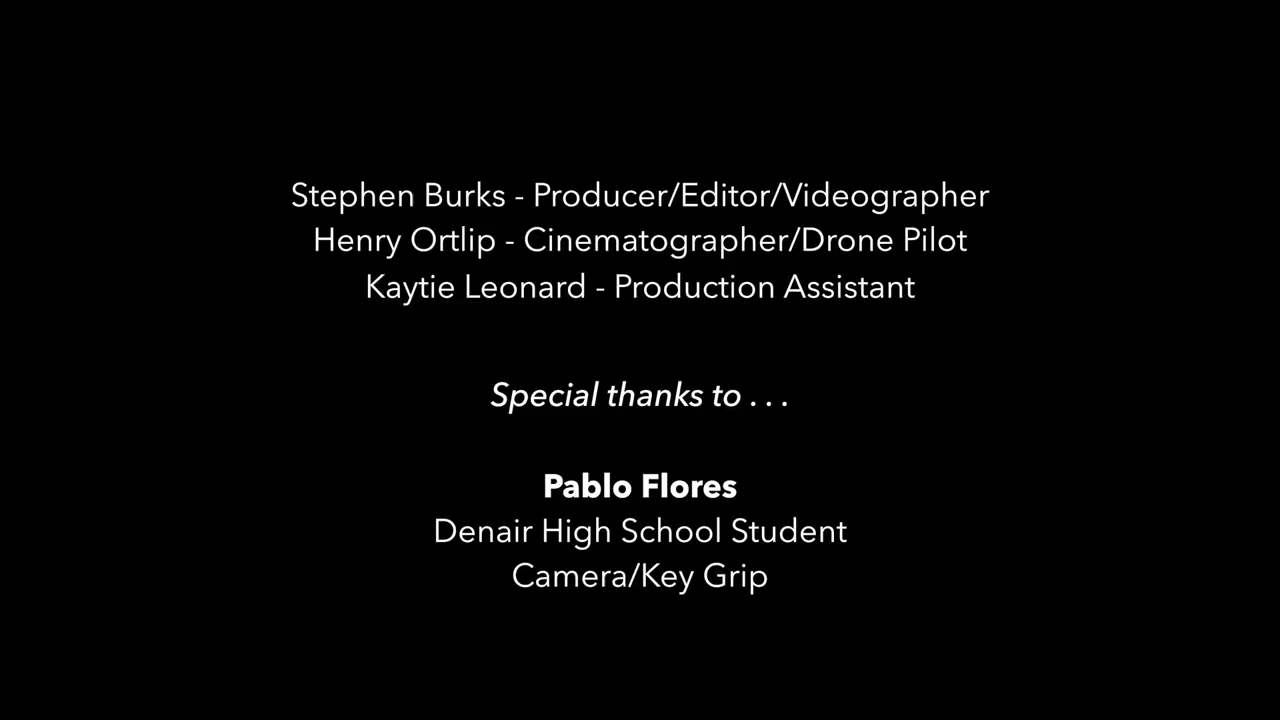 Stephen Burks - Producer/Editor/Videographer
Henry Ortlip - Cinematographer/Drone Pilot
Kaytie Leonard - Production Assistant
Special thanks to . . .
Pablo Flores
Denair High School Student
Camera/Key Grip